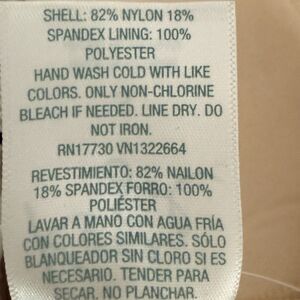 SHELL: 82% NYLON 18%
SPANDEX LINING: 100%
POLYESTER
HAND WASH COLD WITH LIKE
COLORS. ONLY NON-CHLORINE
BLEACH IF NEEDED. LINE DRY. DO
NOT IRON.
RN17730 VN1322664
REVESTIMIENTO: 82% NAILON
18% SPANDEX FORRO: 100%
POLIÉSTER
LAVAR A MANO CON AGUA FRÍA
CON COLORES SIMILARES. SÓLO
BLANQUEADOR SIN CLORO SI ES
NECESARIO. TENDER PARA
SECAR. NO PLANCHAR.